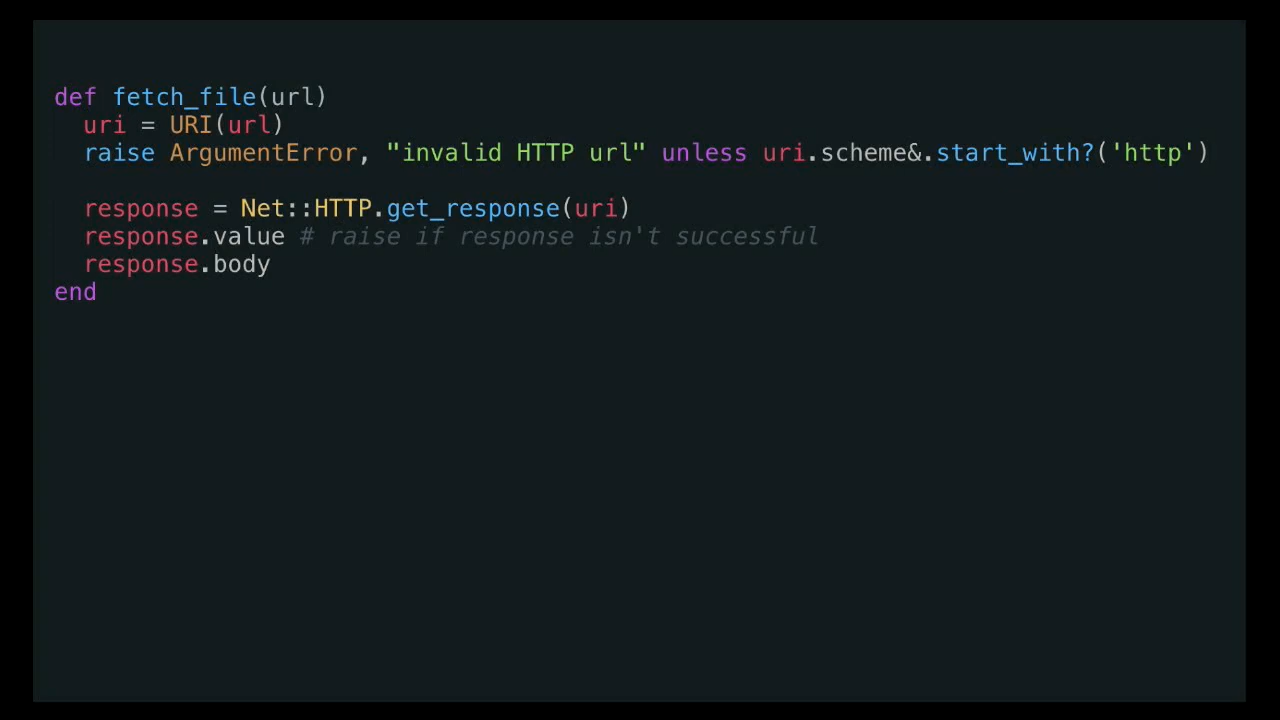 def fetch_file(url)
  uri = URI(url)
  raise ArgumentError, "invalid HTTP url" unless uri.scheme&.start_with?('http')
  response = Net::HTTP.get_response(uri)
  response.value # raise if response isn't successful
  response.body
end